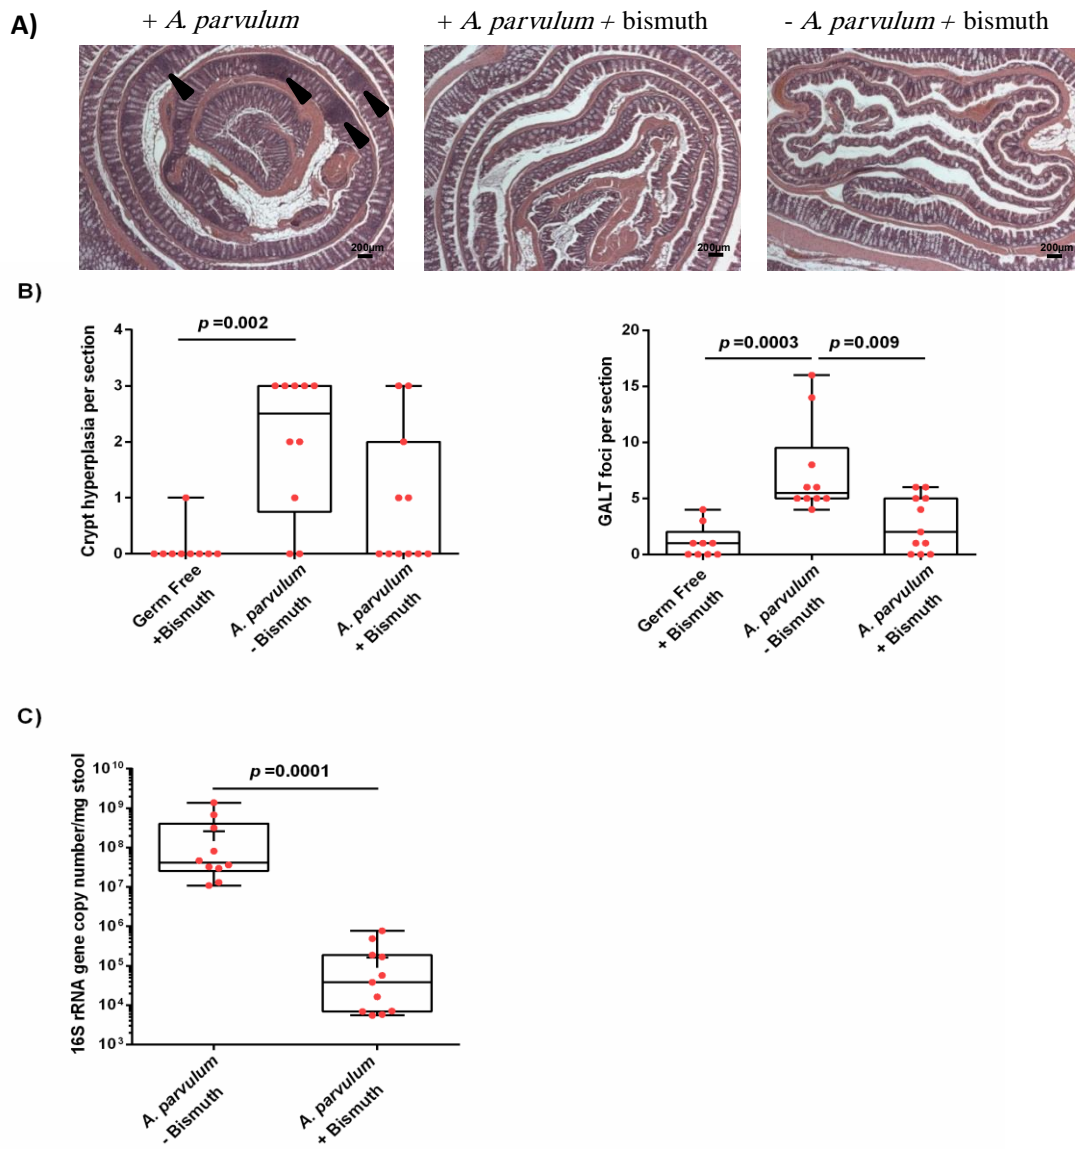 A)
+ A. parvulum
+ A. parvulum + bismuth
- A. parvulum + bismuth
200µm
200µm
200µm
B)
Crypt hyperplasia per section
4
3
2
1
0
p =0.002
Germ Free
+Bismuth
A. parvulum
- Bismuth
A. parvulum
+ Bismuth
GALT foci per section
20
15
10
5
0
p =0.0003
p =0.009
Germ Free
+ Bismuth
A. parvulum
- Bismuth
A. parvulum
+ Bismuth
C)
16S rRNA gene copy number/mg stool
10¹⁰
10⁹
10⁸
10⁷
10⁶
10⁵
10⁴
10³
p =0.0001
A. parvulum
- Bismuth
A. parvulum
+ Bismuth